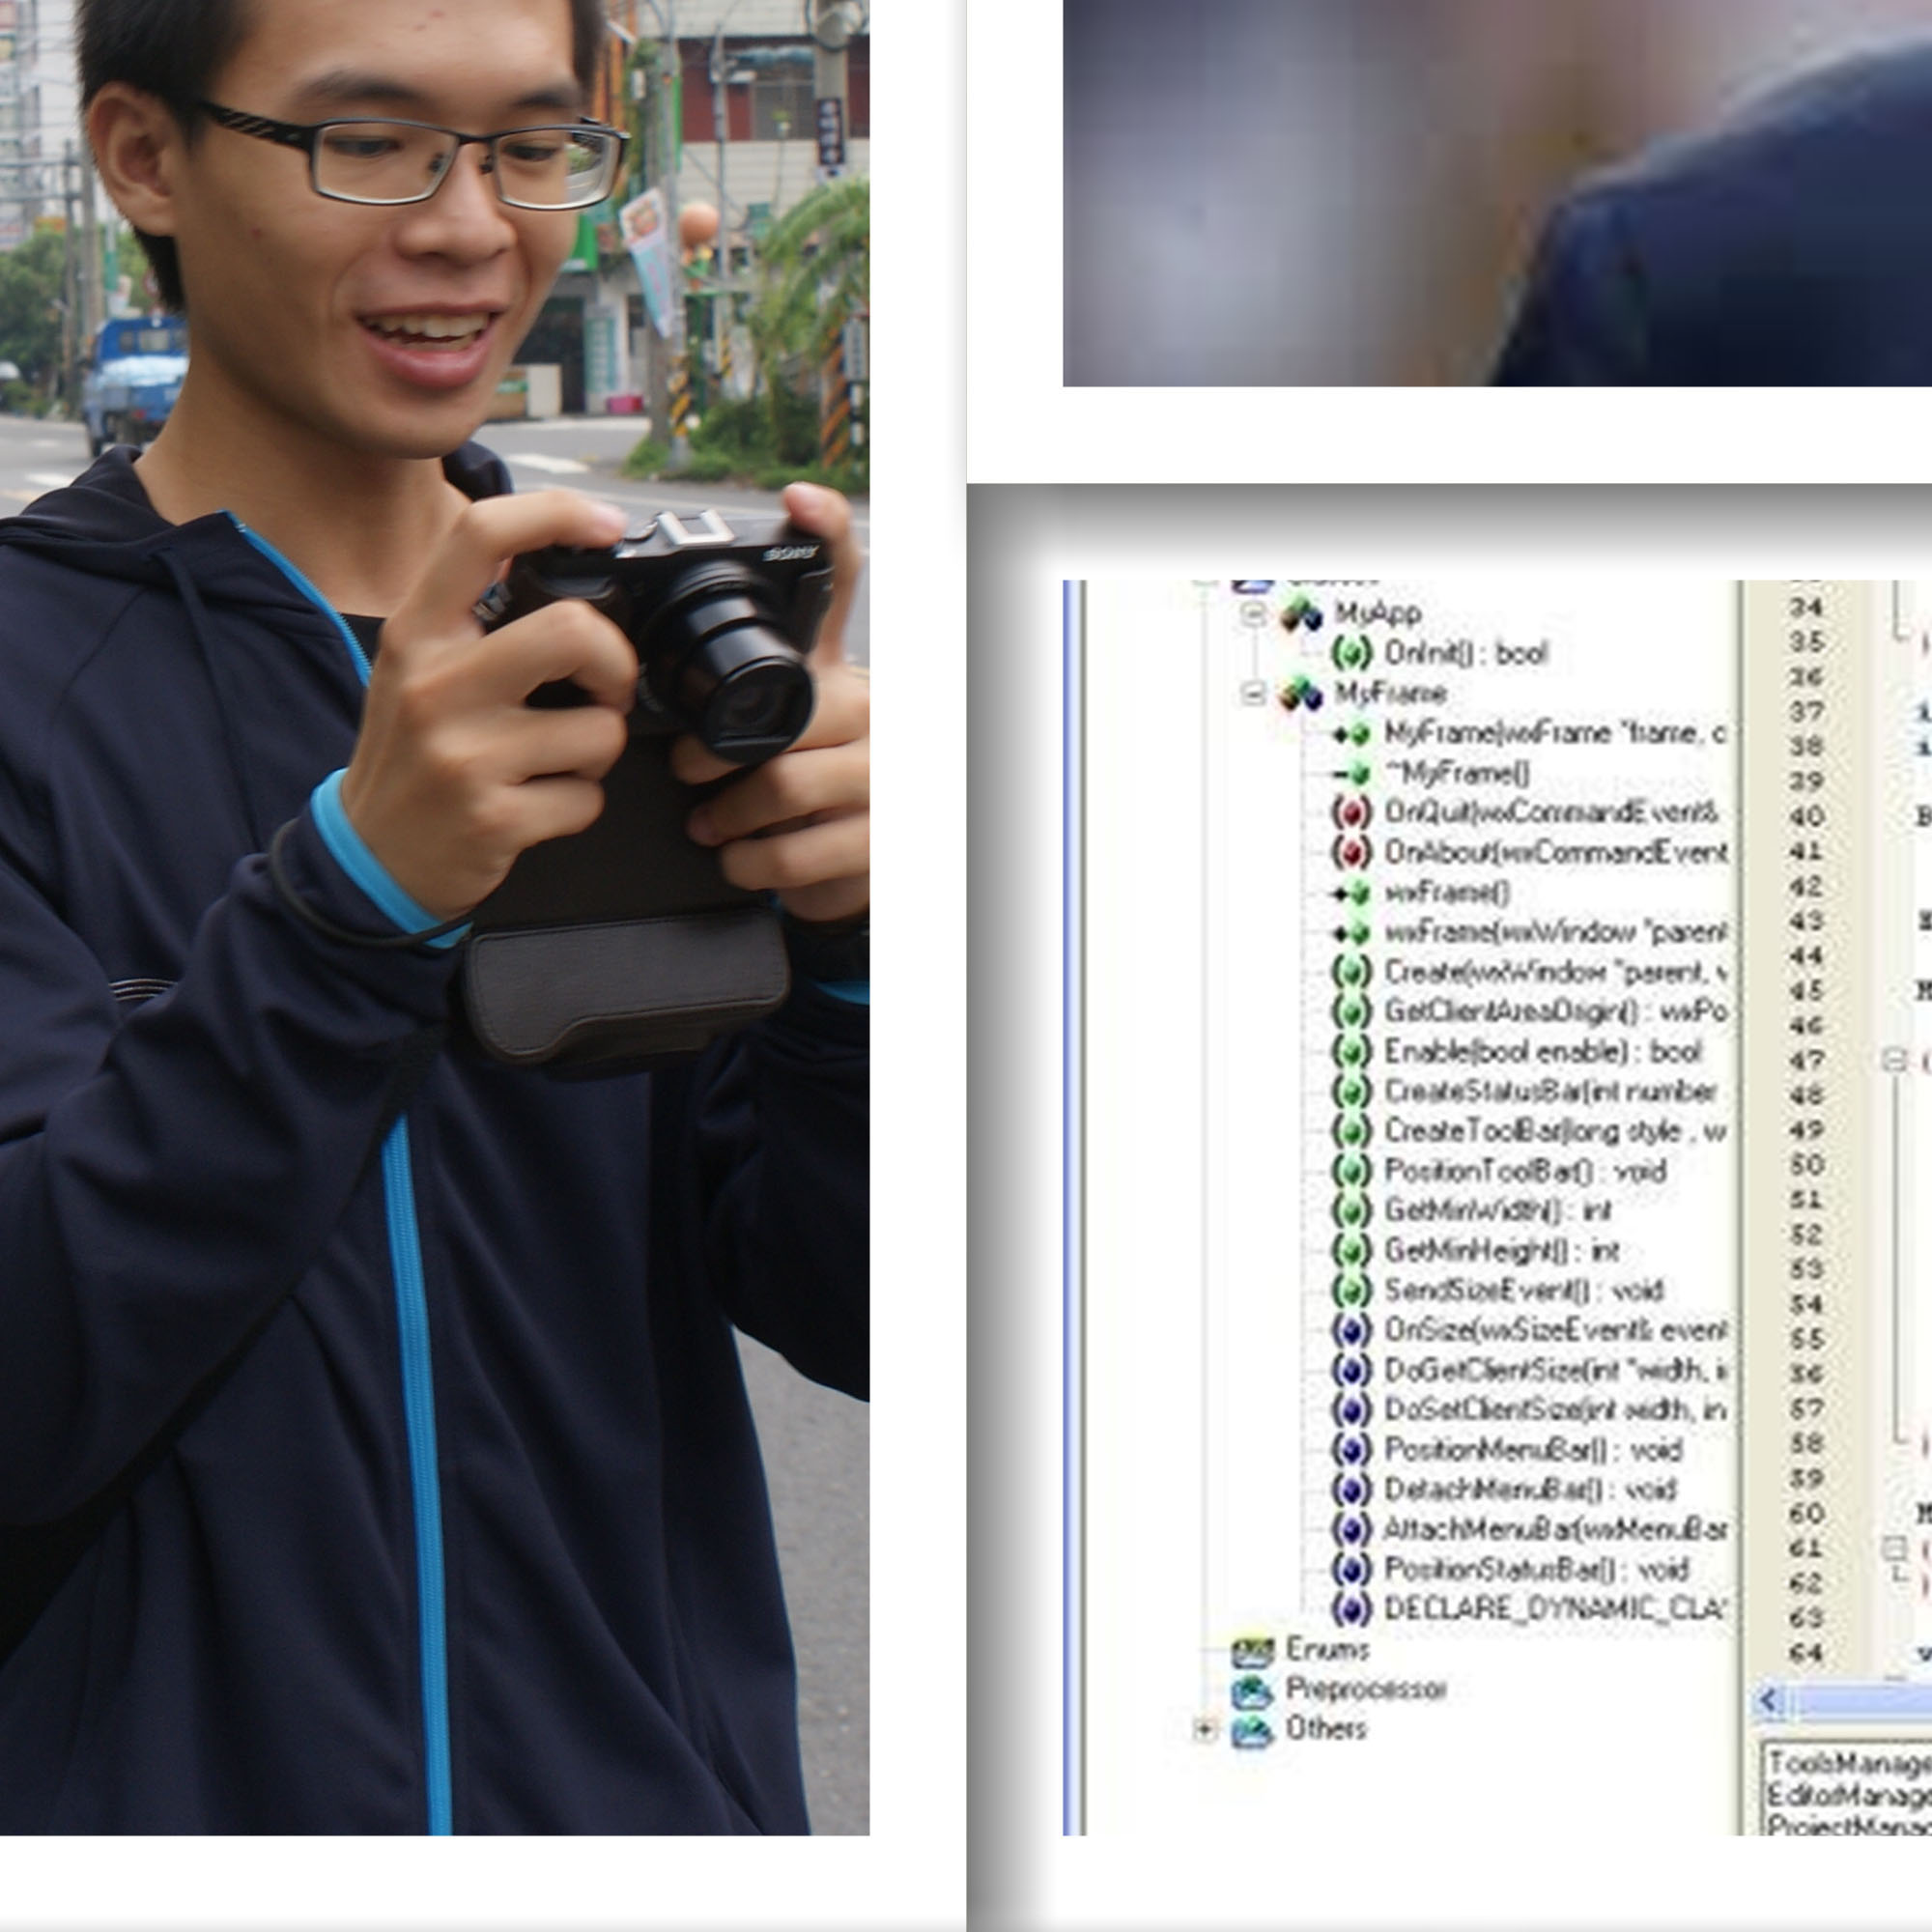 SONY
MyApp
OnInit() : bool
MyFrame
MyFrame(wxFrame *frame, c
~MyFrame()
OnQuit(wxCommandEvent&
OnAbout(wxCommandEvent
wxFrame()
wxFrame(wxWindow *parent
Create(wxWindow *parent, v
GetClientAreaOrigin() : wxPo
Enable(bool enable) : bool
CreateStatusBar(int number
CreateToolBar(long style , w
PositionToolBar() : void
GetMinWidth() : int
GetMinHeight() : int
SendSizeEvent() : void
OnSize(wxSizeEvent& event
DoGetClientSize(int *width, i
DoSetClientSize(int width, in
PositionMenuBar() : void
DetachMenuBar() : void
AttachMenuBar(wxMenuBar
PositionStatusBar() : void
DECLARE_DYNAMIC_CLA
Enums
Preprocessor
Others
34
35
36
37
38
39
40
41
42
43
44
45
46
47
48
49
50
51
52
53
54
55
56
57
58
59
60
61
62
63
64
ToolsManage
EditorManage
ProjectManag